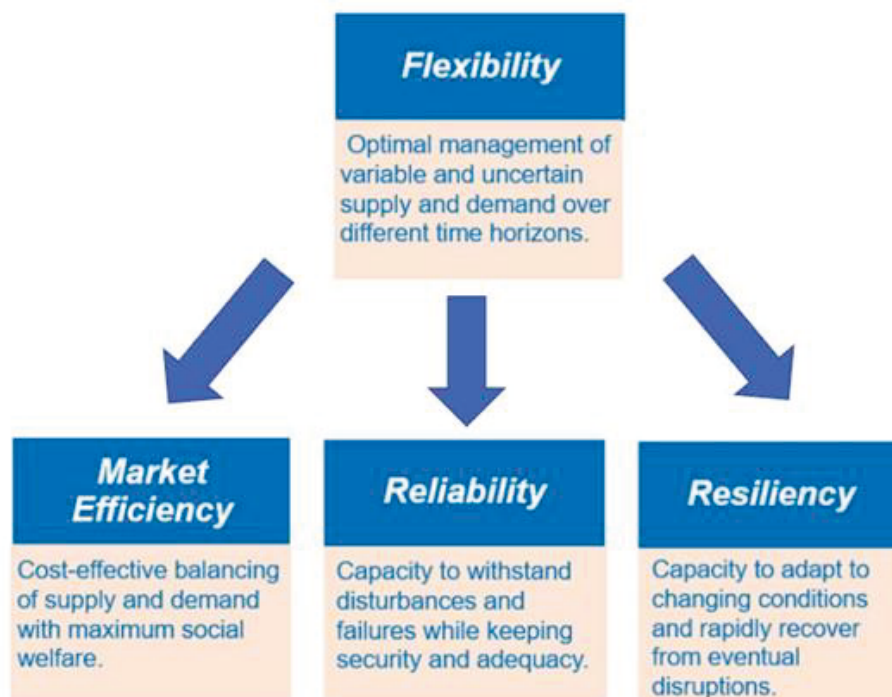 Flexibility
Optimal management of
variable and uncertain
supply and demand over
different time horizons.
Market
Efficiency
Cost-effective balancing
of supply and demand
with maximum social
welfare.
Reliability
Capacity to withstand
disturbances and
failures while keeping
security and adequacy.
Resiliency
Capacity to adapt to
changing conditions
and rapidly recover
from eventual
disruptions.